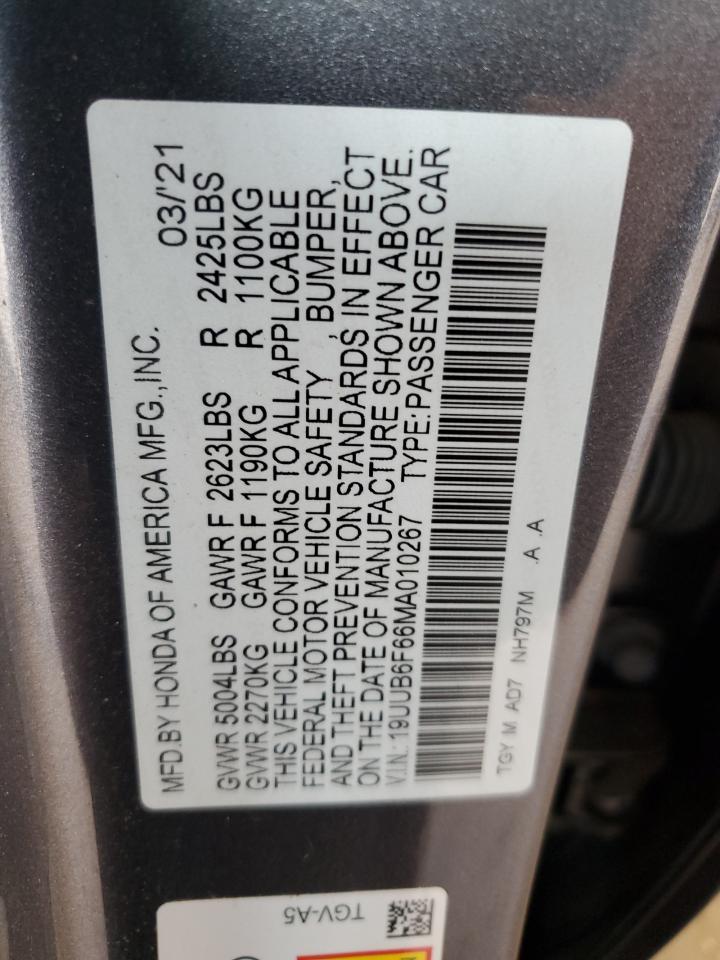 MFD.BY HONDA OF AMERICA MFG.,INC. 03/'21
GVWR 5004LBS GAWR F 2623LBS R 2425LBS
GVWR 2270KG GAWR F 1190KG R 1100KG
THIS VEHICLE CONFORMS TO ALL APPLICABLE
FEDERAL MOTOR VEHICLE SAFETY , BUMPER,
AND THEFT PREVENTION STANDARDS IN EFFECT
ON THE DATE OF MANUFACTURE SHOWN ABOVE.
V.I.N.: 19UUB6F66MA010267 TYPE:PASSENGER CAR
TGY M AD7 NH797M .A .A
TGV-A5